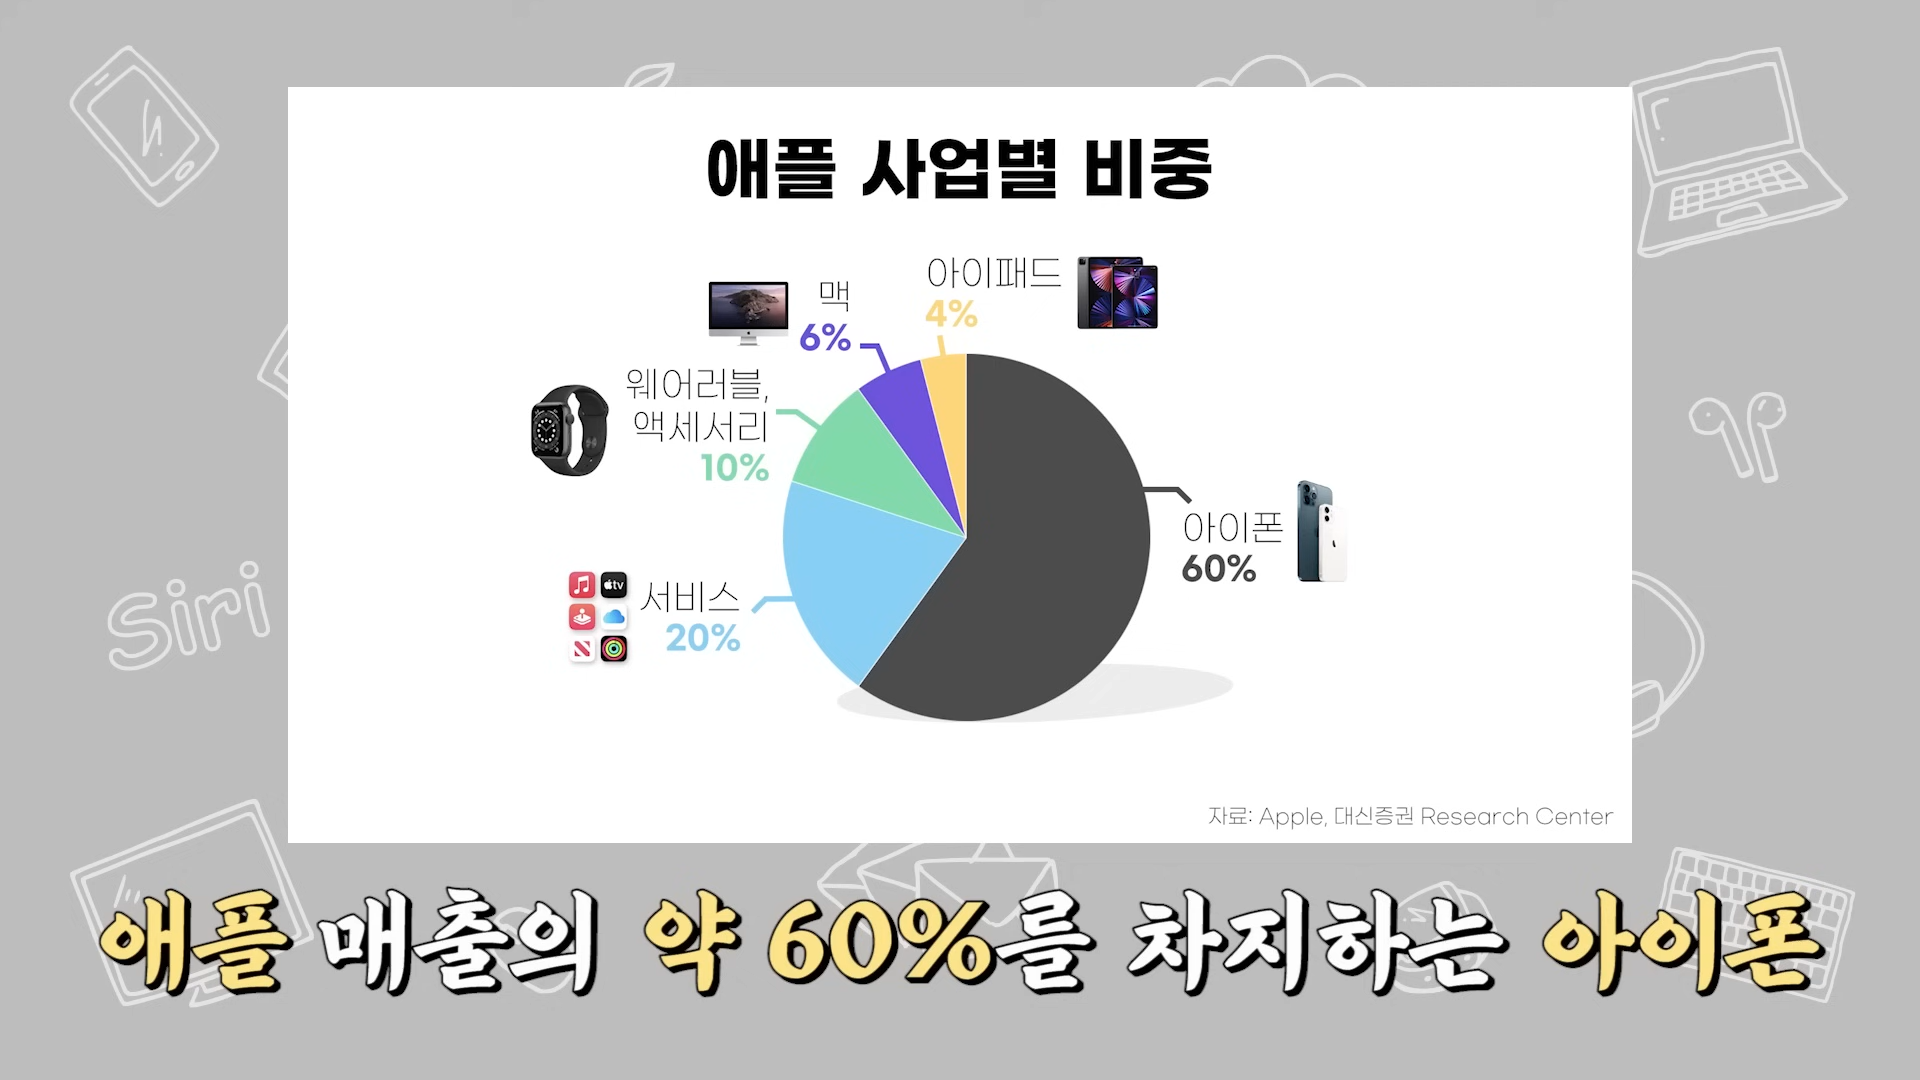 애플 사업별 비중
아이패드
4%
맥
6%
웨어러블,
액세서리
10%
tv
서비스
20%
아이폰
60%
Siri
자료: Apple, 대신증권 Research Center
애플 매출의 약 60%를 차지하는 아이폰